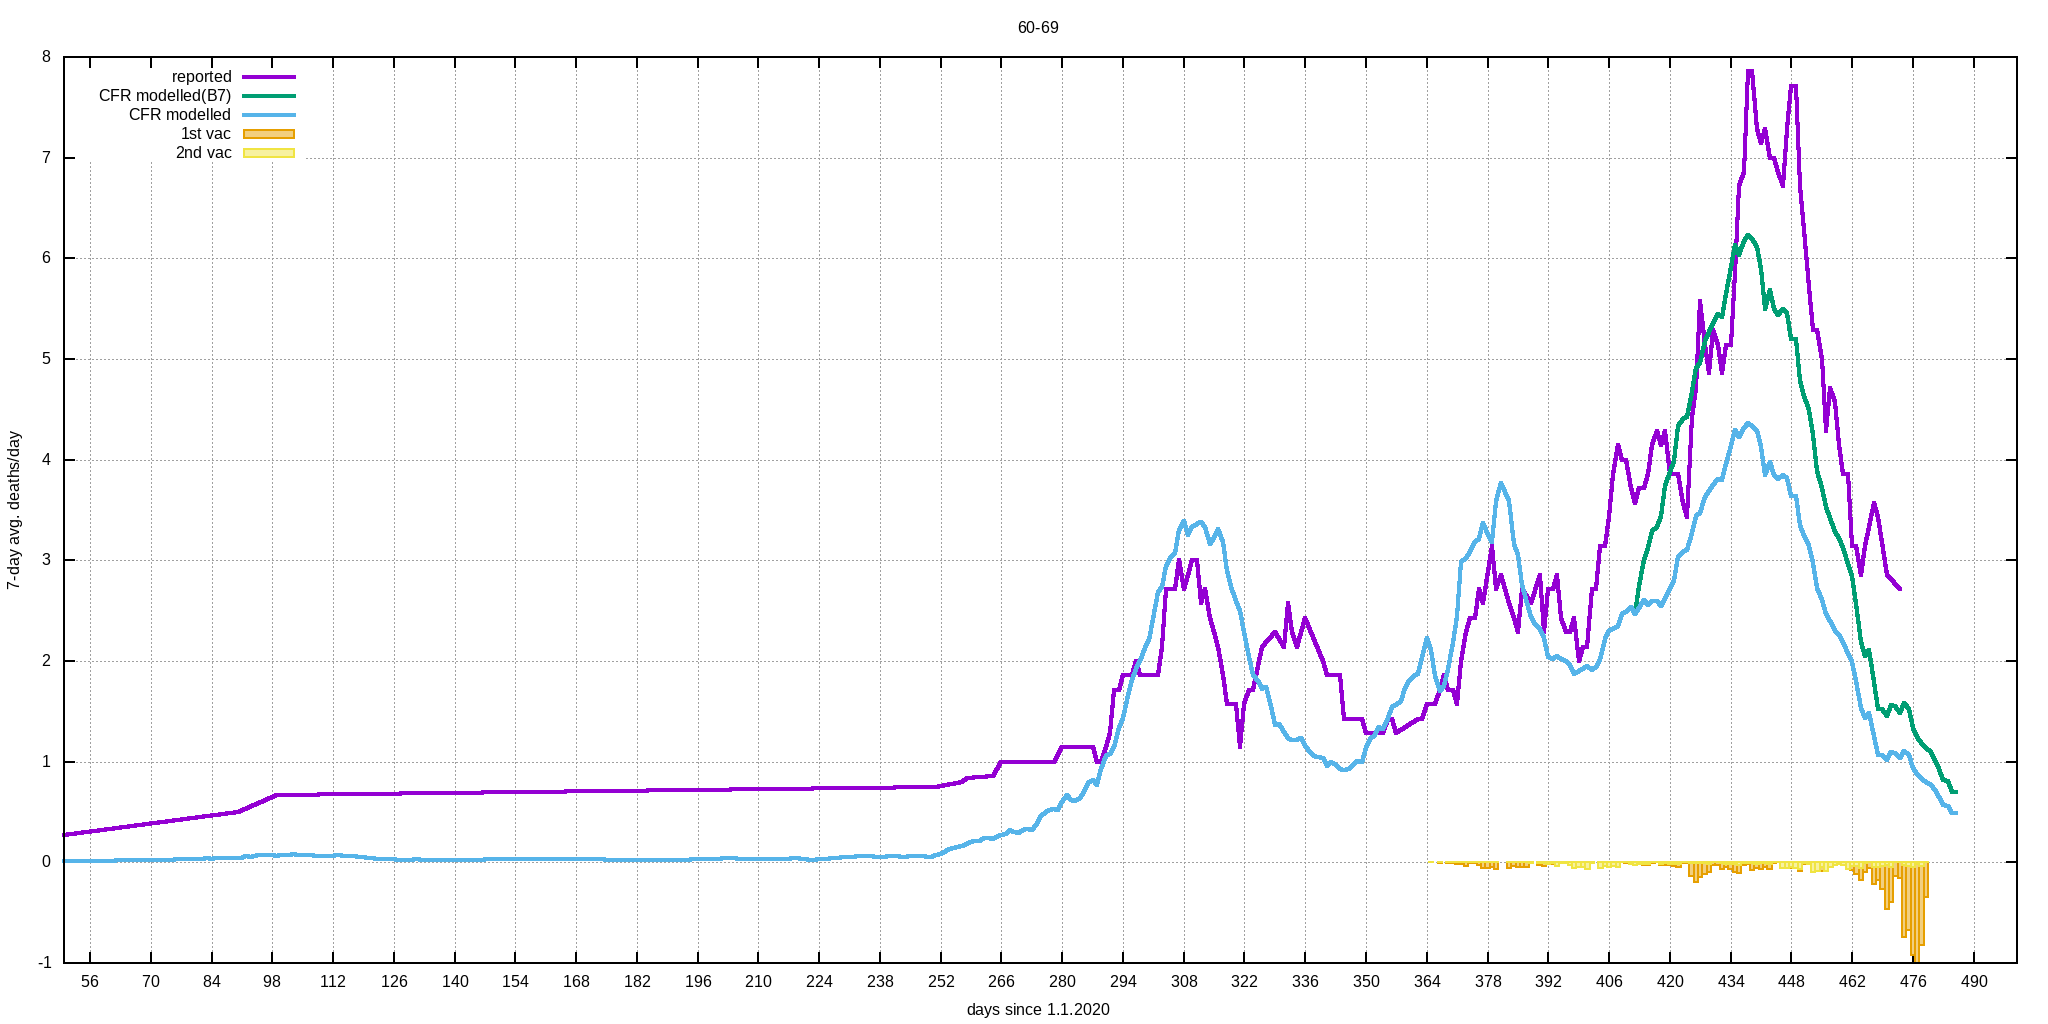 60-69
8
7
6
5
4
3
2
1
0
-1
7-day avg. deaths/day
reported
CFR modelled(B7)
CFR modelled
1st vac
2nd vac
56 70 84 98 112 126 140 154 168 182 196 210 224 238 252 266 280 294 308 322 336 350 364 378 392 406 420 434 448 462 476 490
days since 1.1.2020